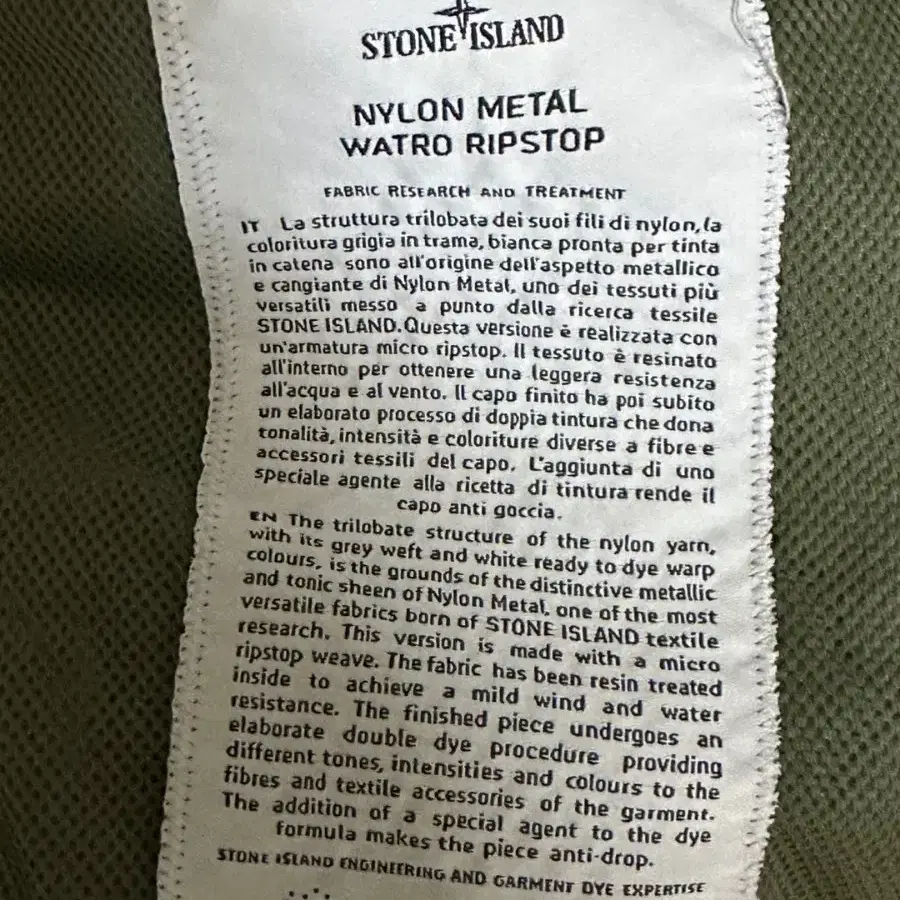 STONE ISLAND
NYLON METAL
WATRO RIPSTOP
FABRIC RESEARCH AND TREATMENT
IT La struttura trilobata dei suoi fili di nylon, la
coloritura grigia in trama, bianca pronta per tinta
in catena sono all'origine dell'aspetto metallico
e cangiante di Nylon Metal, uno dei tessuti più
versatili messo a punto dalla ricerca tessile
STONE ISLAND. Questa versione è realizzata con
un'armatura micro ripstop. Il tessuto è resinato
all'interno per ottenere una leggera resistenza
all'acqua e al vento. Il capo finito ha poi subito
un elaborato processo di doppia tintura che dona
tonalità, intensità e coloriture diverse a fibre e
accessori tessili del capo. L'aggiunta di uno
speciale agente alla ricetta di tintura rende il
capo anti goccia.
EN The trilobate structure of the nylon yarn,
with its grey weft and white ready to dye warp
colours, is the grounds of the distinctive metallic
and tonic sheen of Nylon Metal, one of the most
versatile fabrics born of STONE ISLAND textile
research. This version is made with a micro
ripstop weave. The fabric has been resin treated
inside to achieve a mild wind and water
resistance. The finished piece undergoes an
elaborate double dye procedure providing
different tones, intensities and colours to the
fibres and textile accessories of the garment.
The addition of a special agent to the dye
formula makes the piece anti-drop.
STONE ISLAND ENGINEERING AND GARMENT DYE EXPERTISE